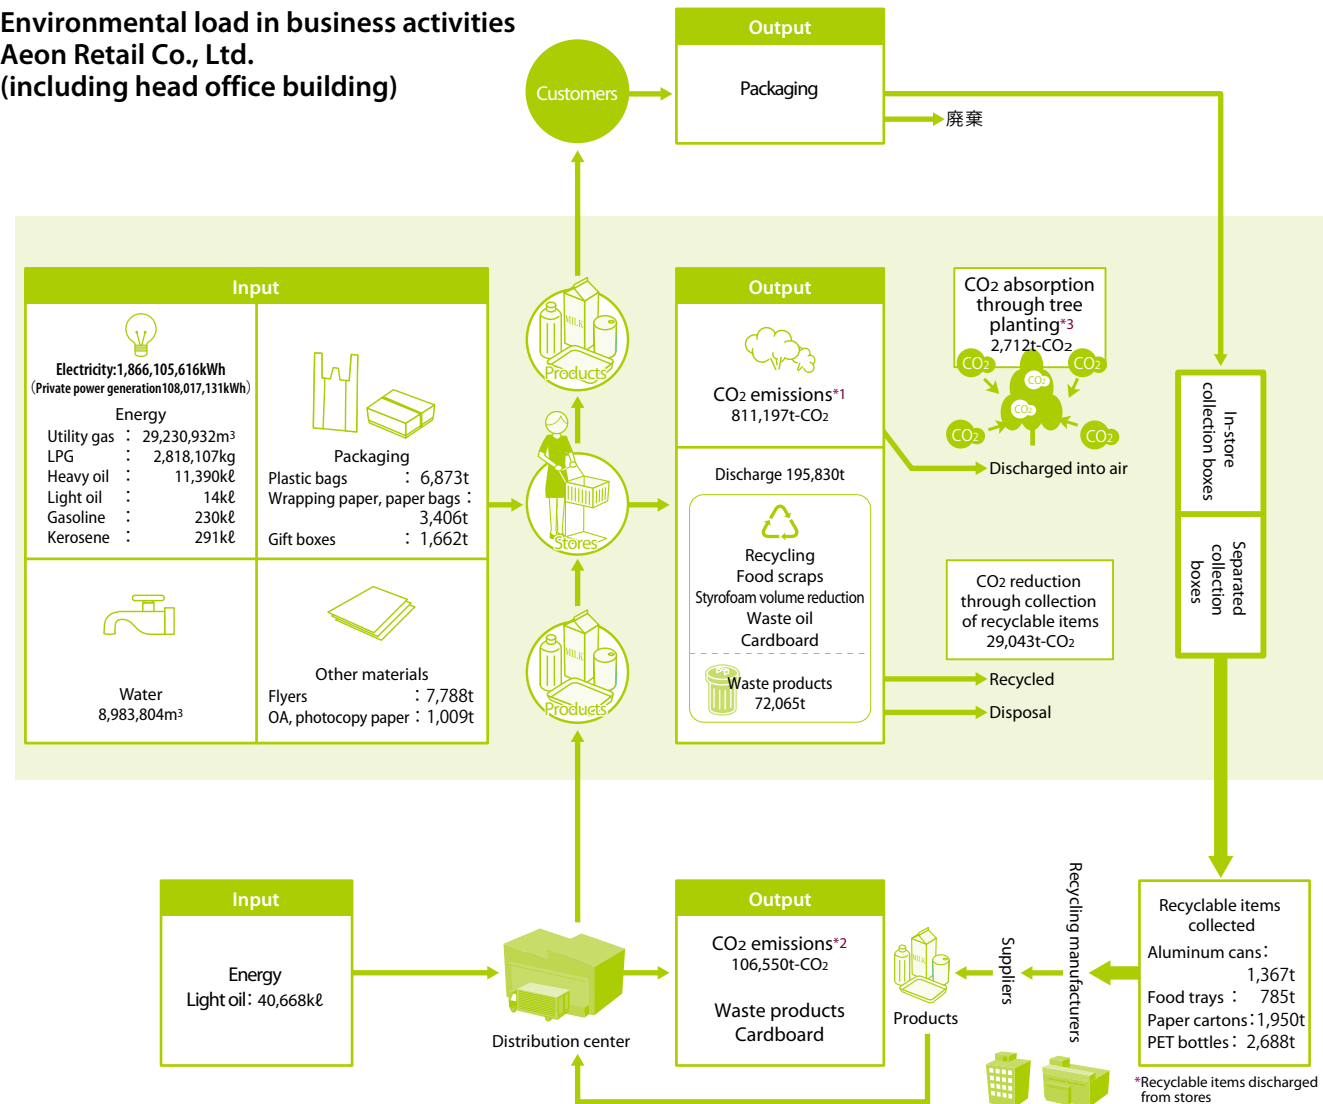 Environmental load in business activities
Aeon Retail Co., Ltd.
(including head office building)
Customers
Output
Packaging
廃棄
Input
Electricity:1,866,105,616kWh
(Private power generation108,017,131kWh)
Energy
Utility gas : 29,230,932m3
LPG : 2,818,107kg
Heavy oil : 11,390kℓ
Light oil : 14kℓ
Gasoline : 230kℓ
Kerosene : 291kℓ
Packaging
Plastic bags : 6,873t
Wrapping paper, paper bags :
3,406t
Gift boxes : 1,662t
Water
8,983,804m3
Other materials
Flyers : 7,788t
OA, photocopy paper : 1,009t
MILK
Products
Stores
MILK
Products
Output
CO2 emissions*1
811,197t-CO2
Discharge 195,830t
Recycling
Food scraps
Styrofoam volume reduction
Waste oil
Cardboard
Waste products
72,065t
CO2 absorption
through tree
planting*3
2,712t-CO2
CO2
CO2
CO2
CO2
CO2
CO2
Discharged into air
CO2 reduction
through collection
of recyclable items
29,043t-CO2
Recycled
Disposal
In-store
collection boxes
Separated
collection
boxes
Input
Energy
Light oil: 40,668kℓ
Distribution center
Output
CO2 emissions*2
106,550t-CO2
Waste products
Cardboard
MILK
Products
Suppliers
Recycling manufacturers
Recyclable items
collected
Aluminum cans:
1,367t
Food trays : 785t
Paper cartons:1,950t
PET bottles: 2,688t
*Recyclable items discharged
from stores